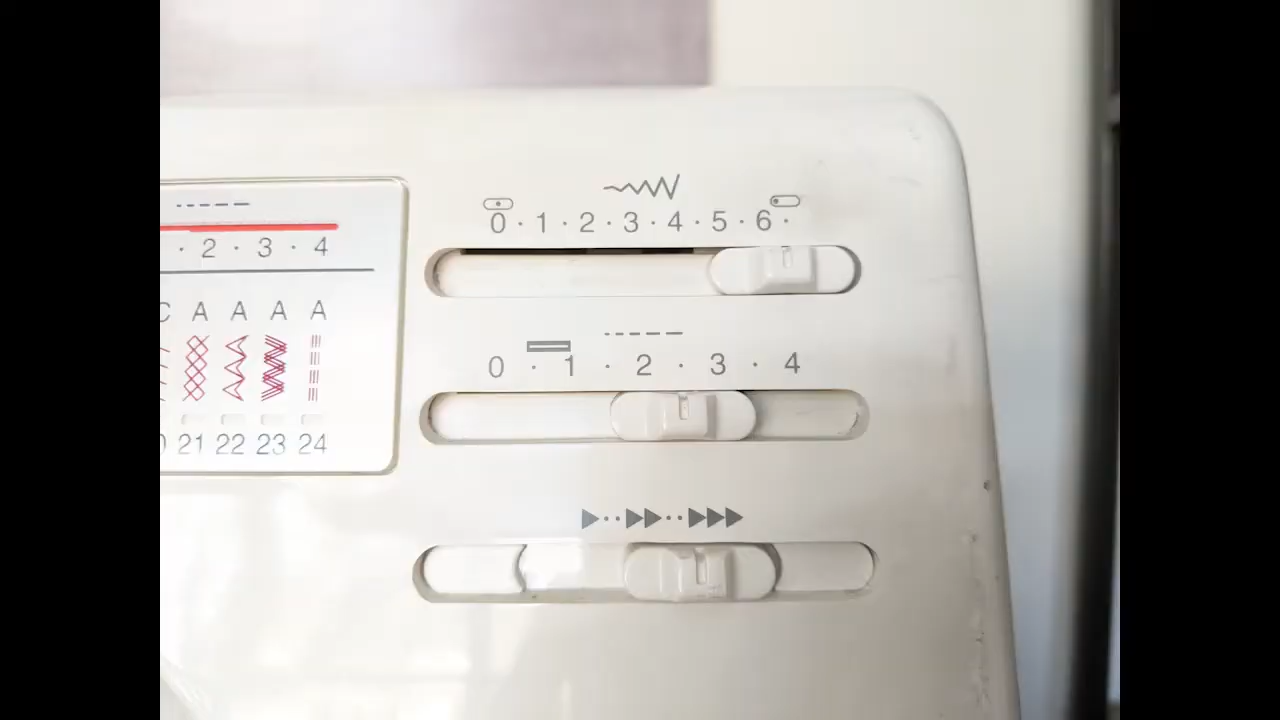 0 · 1 · 2 · 3 · 4 · 5 · 6 ·
0 · 1 · 2 · 3 · 4
· 2 · 3 · 4
C A A A A
21 22 23 24